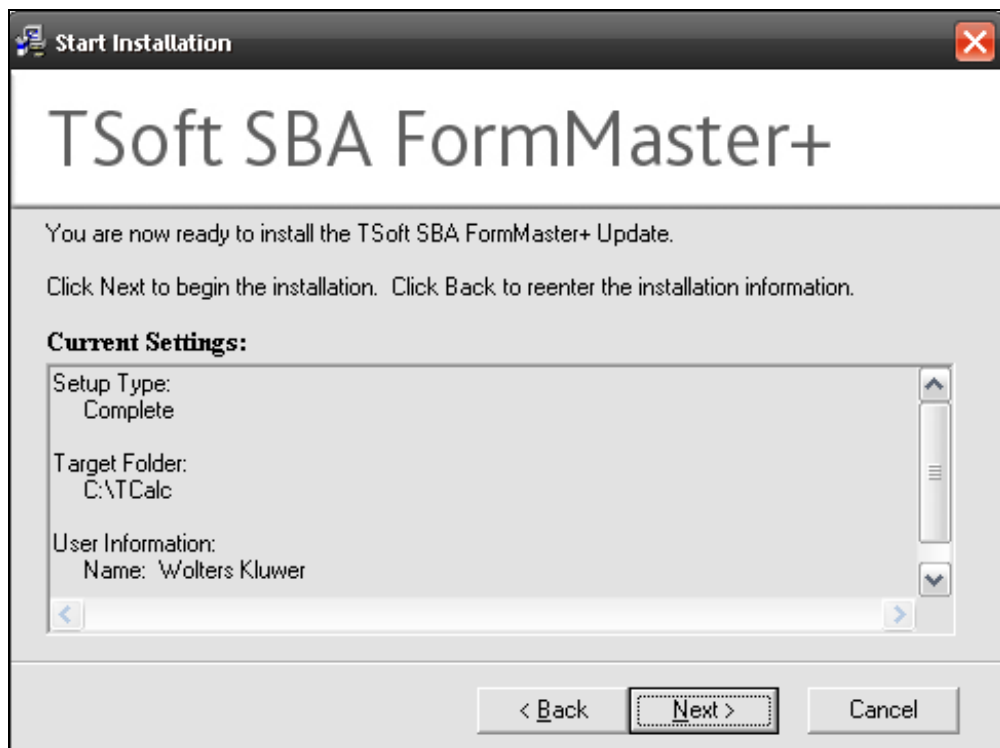 Start Installation
TSoft SBA FormMaster+
You are now ready to install the TSoft SBA FormMaster+ Update.
Click Next to begin the installation.  Click Back to reenter the installation information.
Current Settings:
Setup Type:
Complete
Target Folder:
C:\TCalc
User Information:
Name:  Wolters Kluwer
< Back
Next >
Cancel